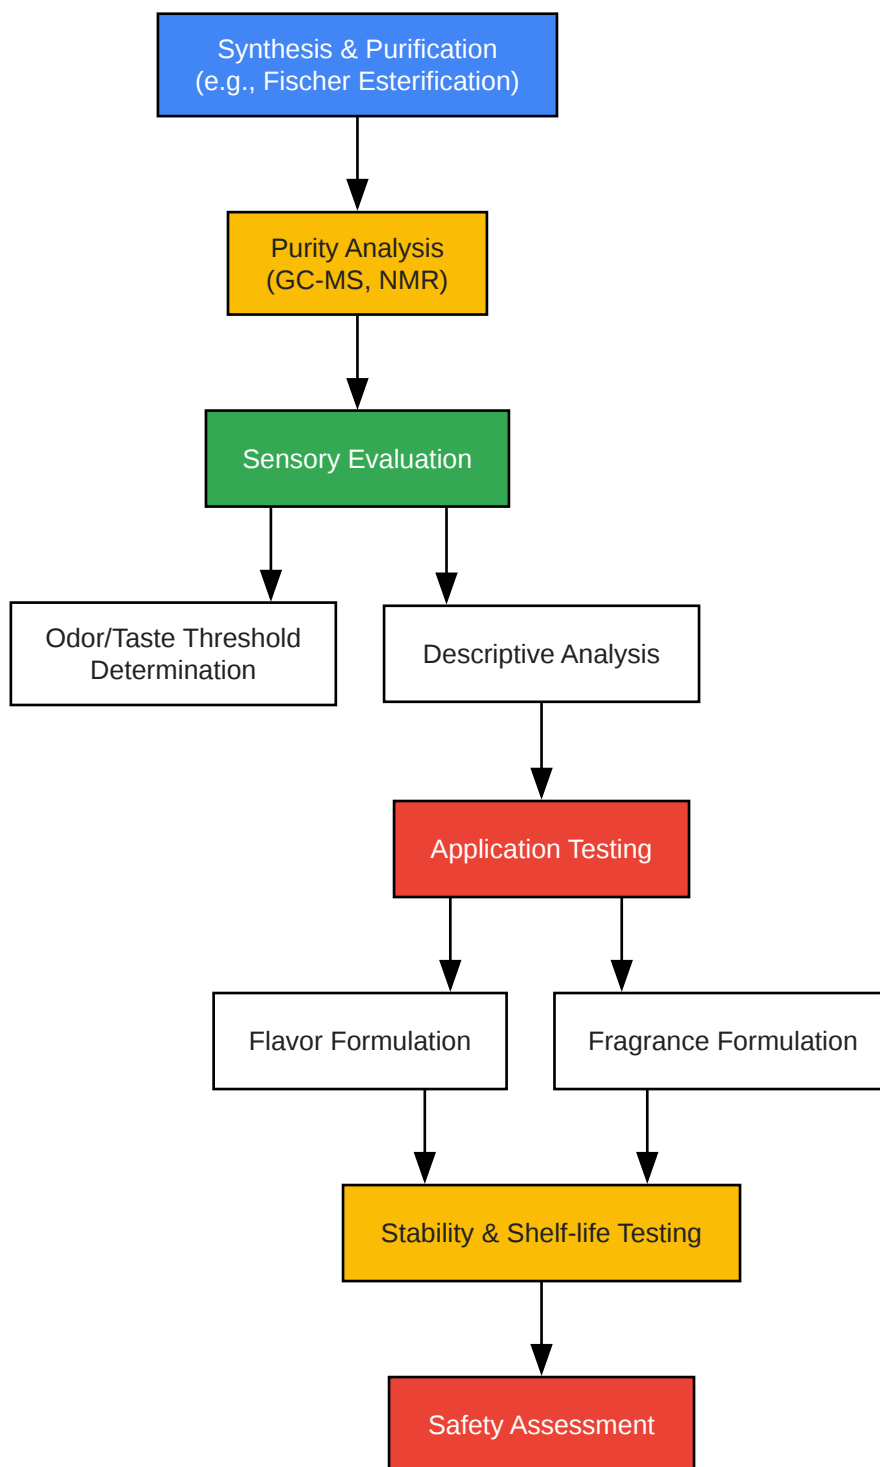 Synthesis & Purification
(e.g., Fischer Esterification)
Purity Analysis
(GC-MS, NMR)
Sensory Evaluation
Odor/Taste Threshold
Determination
Descriptive Analysis
Application Testing
Flavor Formulation
Fragrance Formulation
Stability & Shelf-life Testing
Safety Assessment